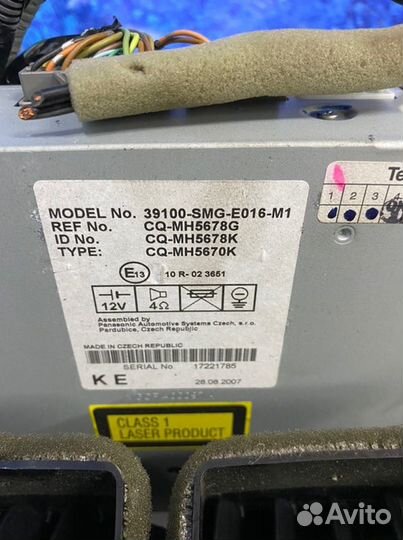 MODEL No. 39100-SMG-E016-M1
REF No. CQ-MH5678G
ID No. CQ-MH5678K
TYPE: CQ-MH5670K
E13 10 R- 02 3651
12V 4Ω
Assembled by
Panasonic Automotive Systems Czech, s.r.o.
Pardubice, Czech Republic
MADE IN CZECH REPUBLIC
SERIAL No. 17221785
K E 28.08.2007
CLASS 1
LASER PRODUCT
Te
1 2 3 4
Avito